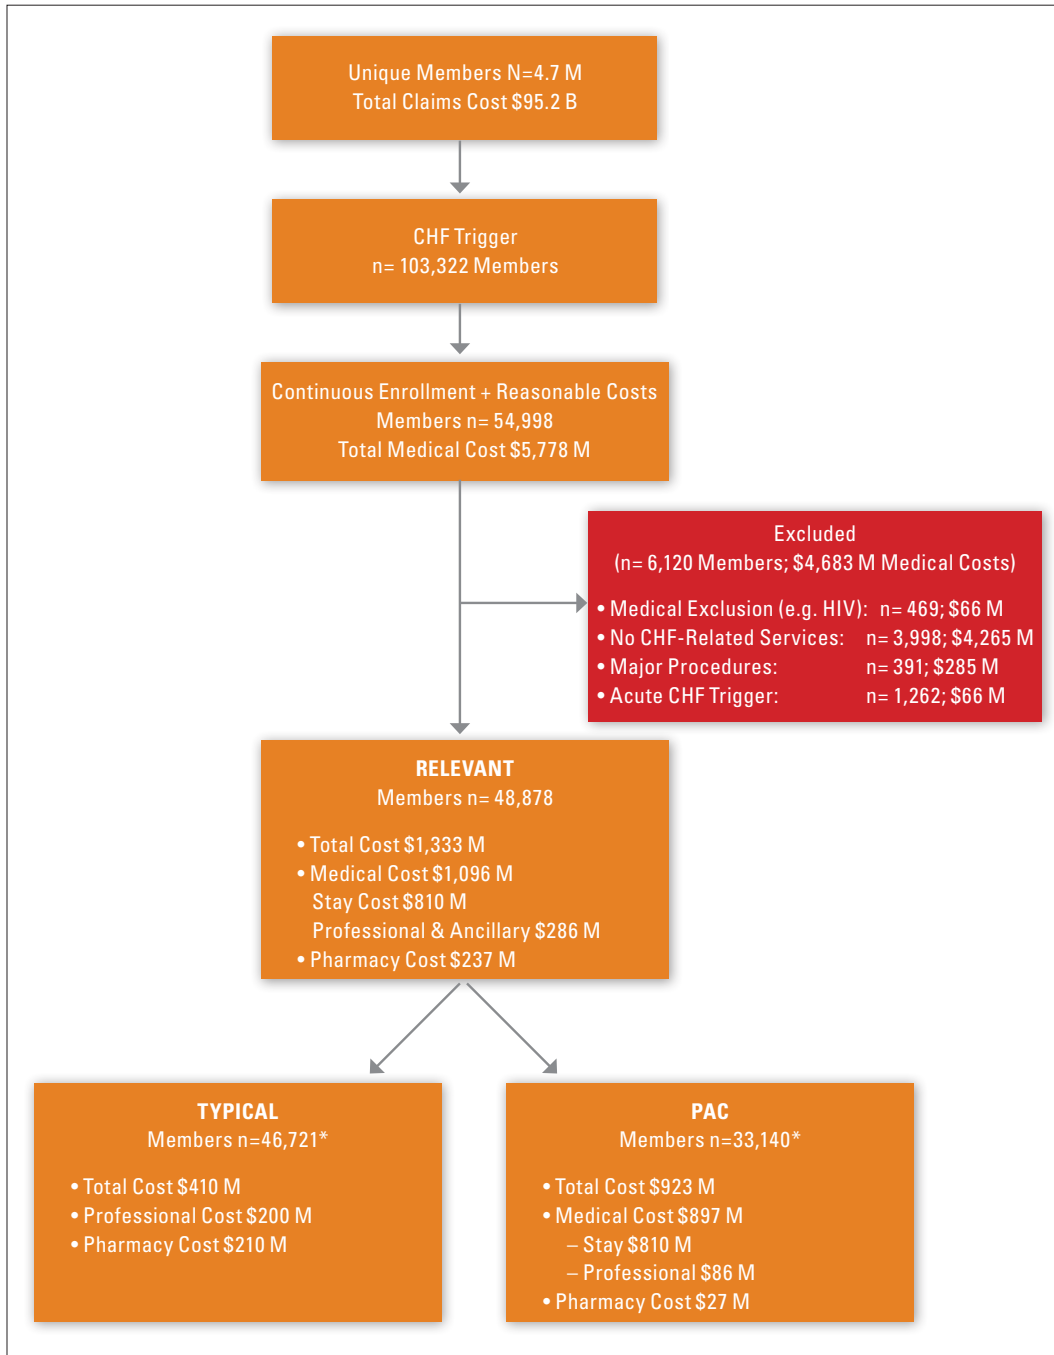 Unique Members N=4.7 M
Total Claims Cost $95.2 B
CHF Trigger
n= 103,322 Members
Continuous Enrollment + Reasonable Costs
Members n= 54,998
Total Medical Cost $5,778 M
Excluded
(n= 6,120 Members; $4,683 M Medical Costs)
• Medical Exclusion (e.g. HIV): n= 469; $66 M
• No CHF-Related Services: n= 3,998; $4,265 M
• Major Procedures: n= 391; $285 M
• Acute CHF Trigger: n= 1,262; $66 M
RELEVANT
Members n= 48,878
• Total Cost $1,333 M
• Medical Cost $1,096 M
Stay Cost $810 M
Professional & Ancillary $286 M
• Pharmacy Cost $237 M
TYPICAL
Members n=46,721*
• Total Cost $410 M
• Professional Cost $200 M
• Pharmacy Cost $210 M
PAC
Members n=33,140*
• Total Cost $923 M
• Medical Cost $897 M
– Stay $810 M
– Professional $86 M
• Pharmacy Cost $27 M